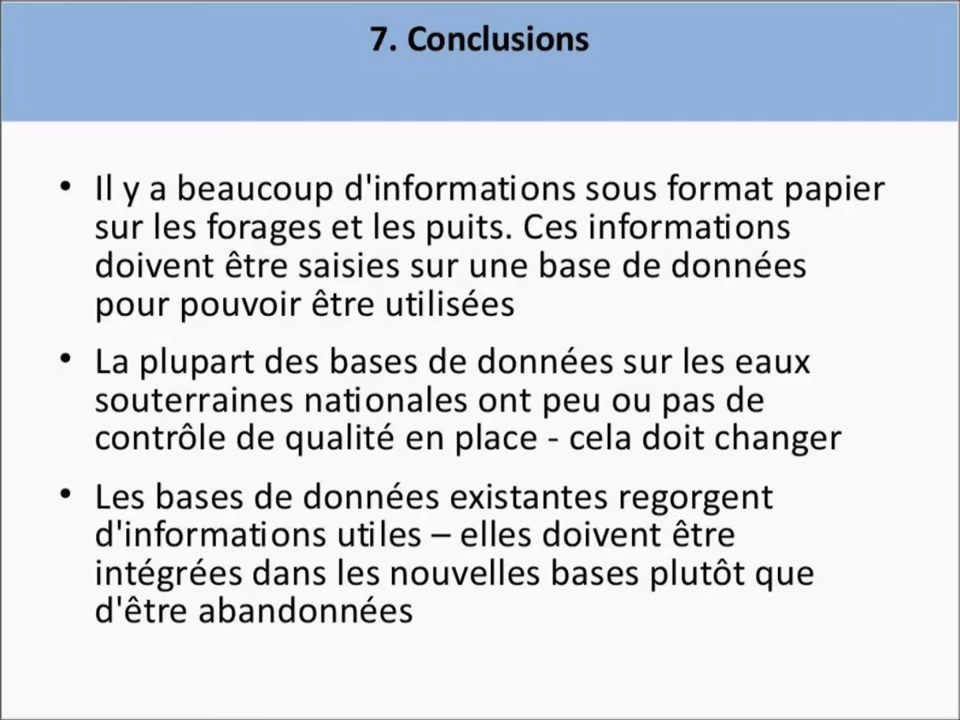 7. Conclusions
• Il y a beaucoup d'informations sous format papier
sur les forages et les puits. Ces informations
doivent être saisies sur une base de données
pour pouvoir être utilisées
• La plupart des bases de données sur les eaux
souterraines nationales ont peu ou pas de
contrôle de qualité en place - cela doit changer
• Les bases de données existantes regorgent
d'informations utiles – elles doivent être
intégrées dans les nouvelles bases plutôt que
d'être abandonnées